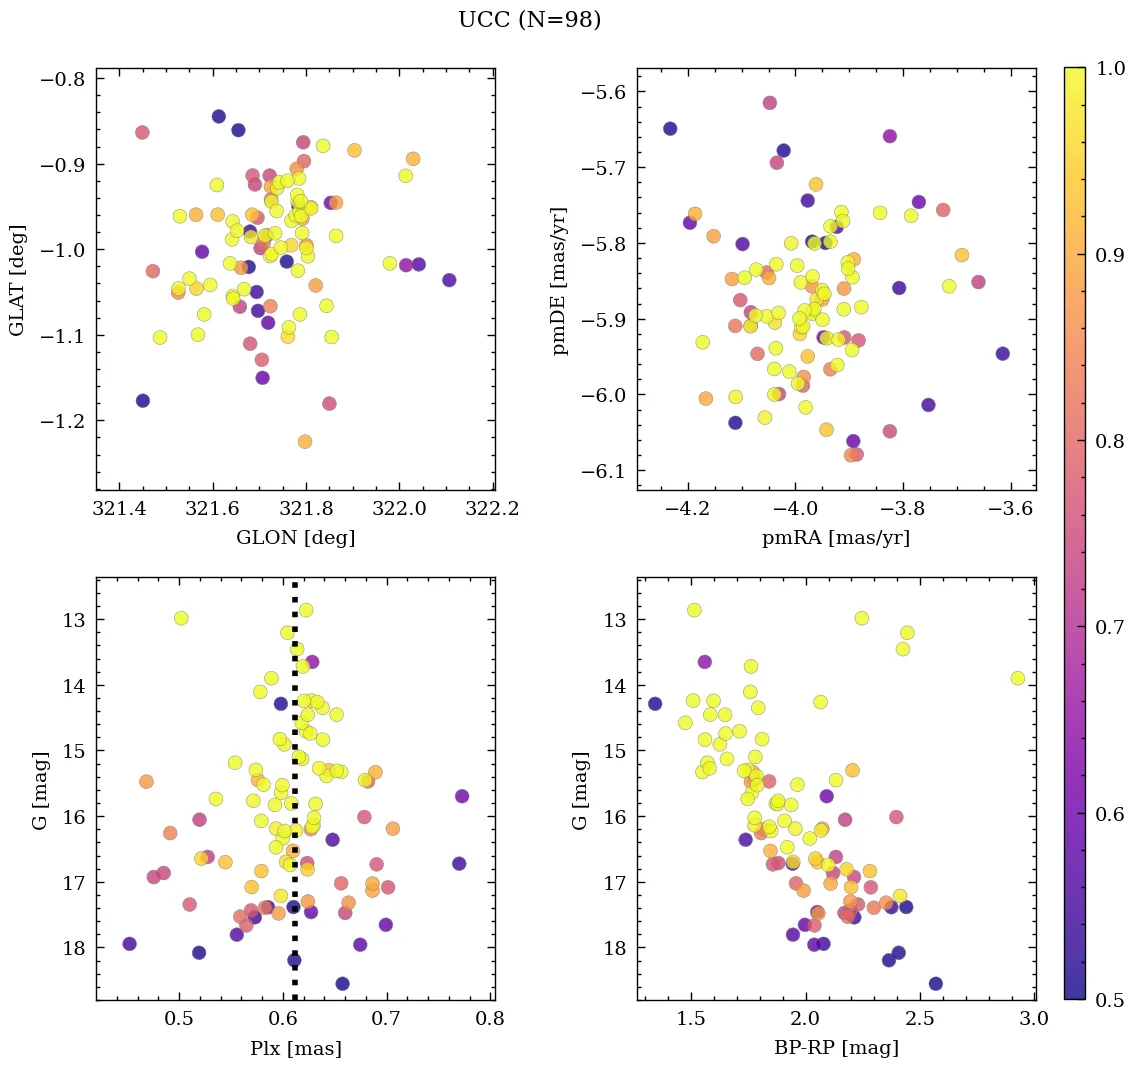 UCC (N=98)
−0.8
−0.9
−1.0
−1.1
−1.2
GLAT [deg]
321.4 321.6 321.8 322.0 322.2
GLON [deg]
−5.6
−5.7
−5.8
−5.9
−6.0
−6.1
pmDE [mas/yr]
−4.2 −4.0 −3.8 −3.6
pmRA [mas/yr]
13
14
15
16
17
18
G [mag]
0.5 0.6 0.7 0.8
Plx [mas]
13
14
15
16
17
18
G [mag]
1.5 2.0 2.5 3.0
BP-RP [mag]
1.0
0.9
0.8
0.7
0.6
0.5